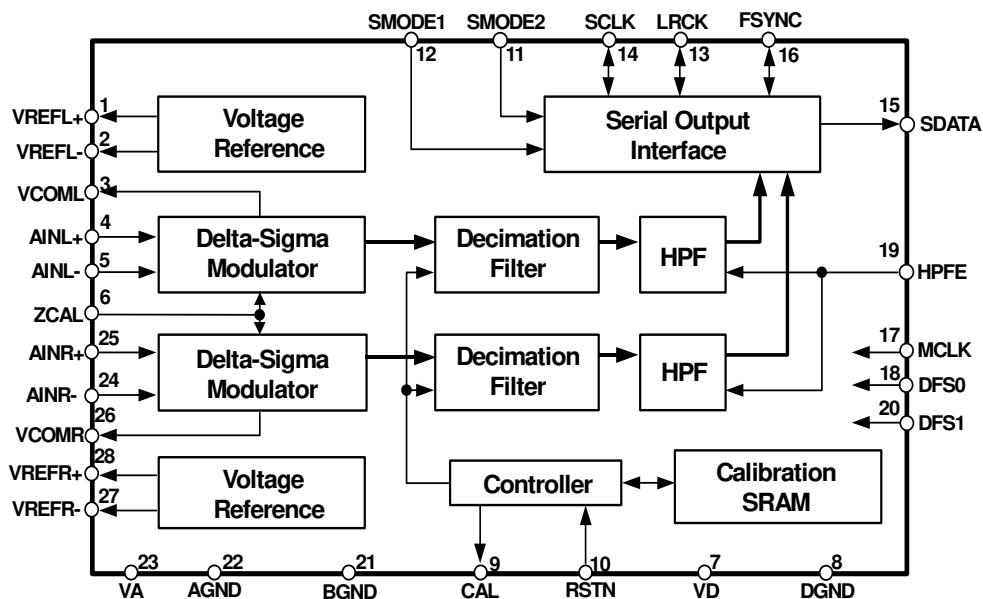 SMODE1
SMODE2
SCLK
LRCK
FSYNC
12
11
14
13
16
VREFL+
1
VREFL-
2
Voltage
Reference
Serial Output
Interface
15
SDATA
VCOML
3
AINL+
4
AINL-
5
Delta-Sigma
Modulator
Decimation
Filter
HPF
19
HPFE
ZCAL
6
AINR+
25
AINR-
24
Delta-Sigma
Modulator
Decimation
Filter
HPF
17
MCLK
18
DFS0
20
DFS1
VCOMR
26
VREFR+
28
VREFR-
27
Voltage
Reference
Controller
Calibration
SRAM
23
22
21
9
10
7
8
VA
AGND
BGND
CAL
RSTN
VD
DGND